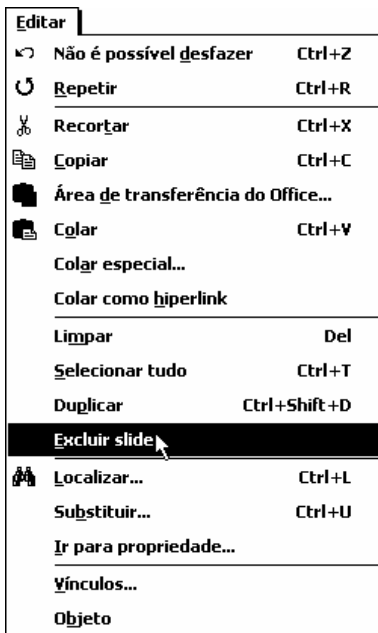 Editar
Não é possível desfazer Ctrl+Z
Repetir Ctrl+R
Recortar Ctrl+X
Copiar Ctrl+C
Área de transferência do Office...
Colar Ctrl+V
Colar especial...
Colar como hiperlink
Limpar Del
Selecionar tudo Ctrl+T
Duplicar Ctrl+Shift+D
Excluir slide
Localizar... Ctrl+L
Substituir... Ctrl+U
Ir para propriedade...
Vínculos...
Objeto